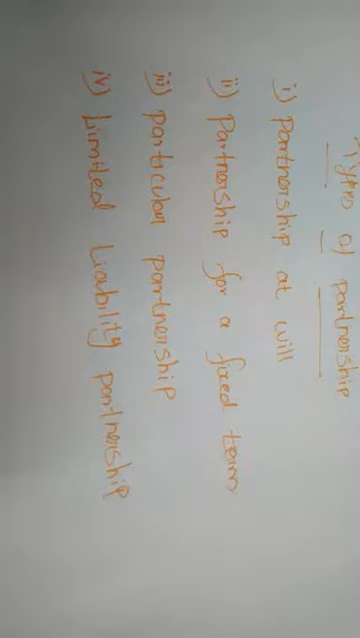 Types of partnership
i) Partnership at will
ii) Partnership for a fixed term
iii) Particular partnership
iv) Limited Liability partnership